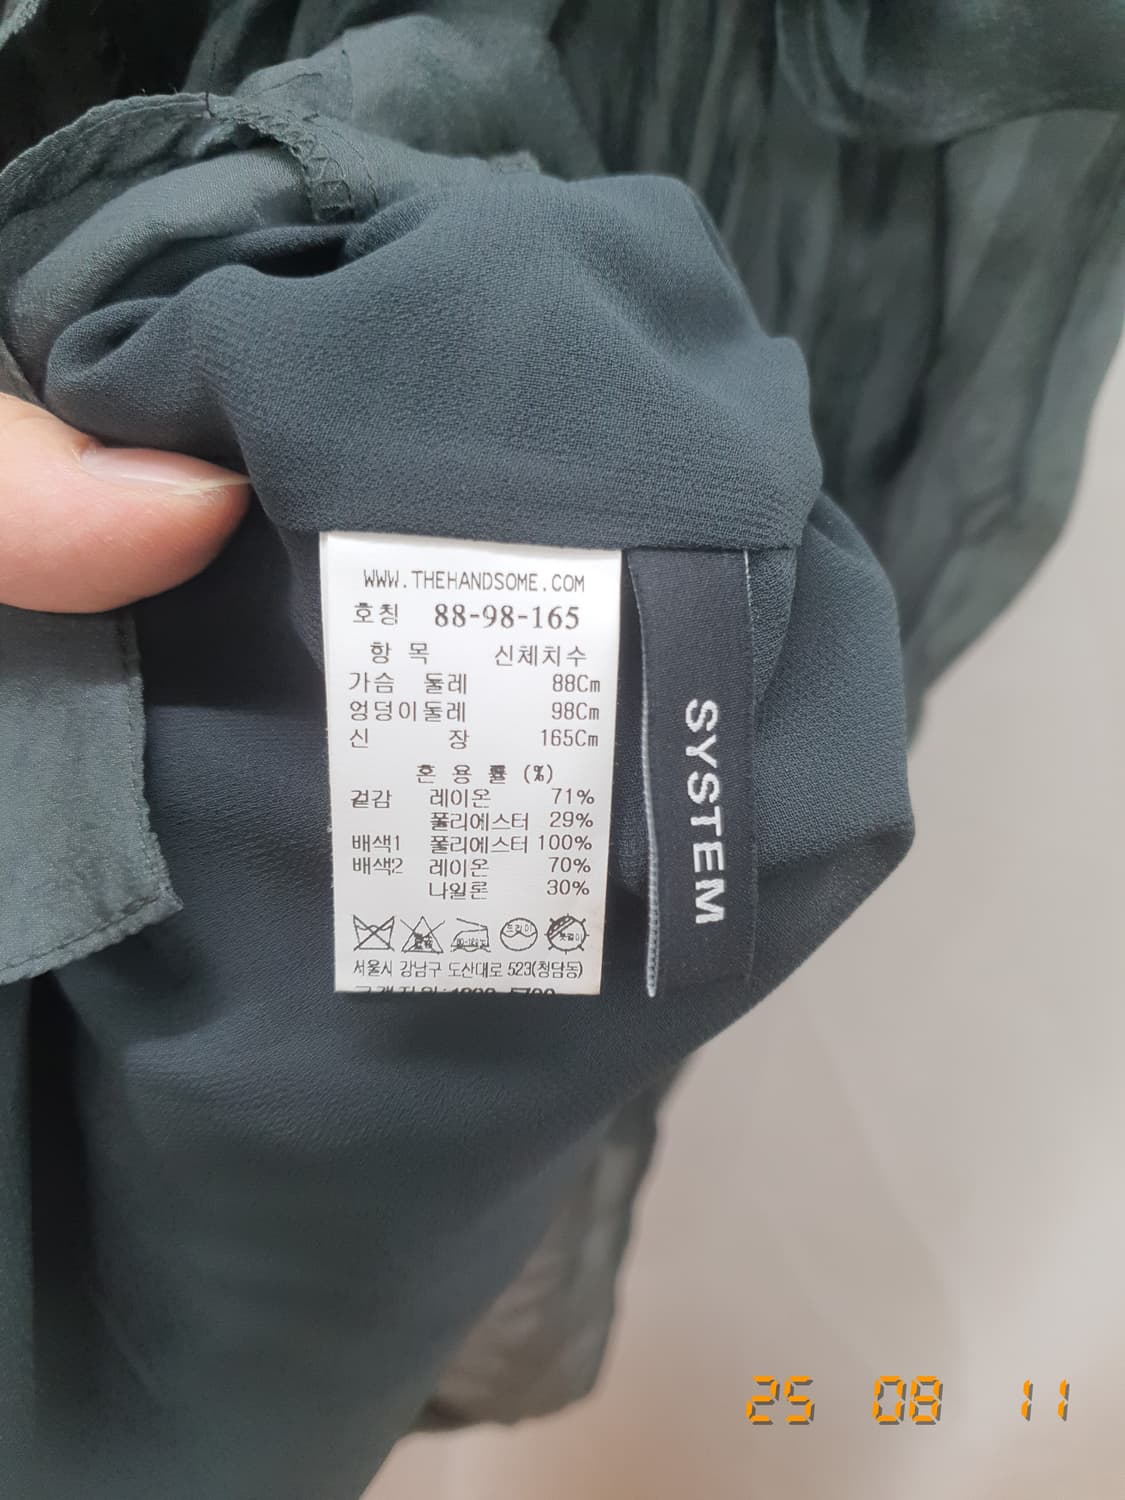 WWW.THEHANDSOME.COM
호칭 88-98-165
항 목 신체치수
가슴 둘레 88Cm
엉덩이둘레 98Cm
신 장 165Cm
혼 용 률 (%)
겉감 레이온 71%
폴리에스터 29%
배색1 폴리에스터 100%
배색2 레이온 70%
나일론 30%
드라이
서울시 강남구 도산대로 523(청담동)
SYSTEM
25 08 11